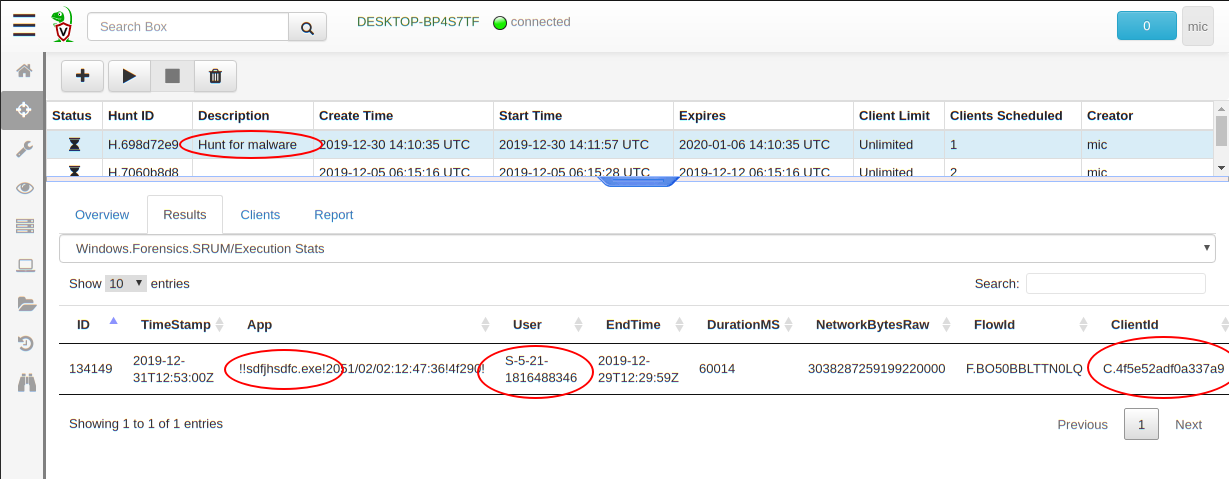 Search Box
DESKTOP-BP4S7TF connected
0
mic
Status Hunt ID Description Create Time Start Time Expires Client Limit Clients Scheduled Creator
H.698d72e9 Hunt for malware 2019-12-30 14:10:35 UTC 2019-12-30 14:11:57 UTC 2020-01-06 14:10:35 UTC Unlimited 1 mic
H.7060b8d8 2019-12-05 06:15:16 UTC 2019-12-05 06:15:28 UTC 2019-12-12 06:15:16 UTC Unlimited 2 mic
Overview Results Clients Report
Windows.Forensics.SRUM/Execution Stats
Show 10 entries Search:
ID TimeStamp App User EndTime DurationMS NetworkBytesRaw FlowId ClientId
134149 2019-12-31T12:53:00Z !!sdfjhsdfc.exe!2051/02/02:12:47:36!4f290! S-5-21-1816488346 2019-12-29T12:29:59Z 60014 3038287259199220000 F.BO50BBLTTN0LQ C.4f5e52adf0a337a9
Showing 1 to 1 of 1 entries
Previous 1 Next